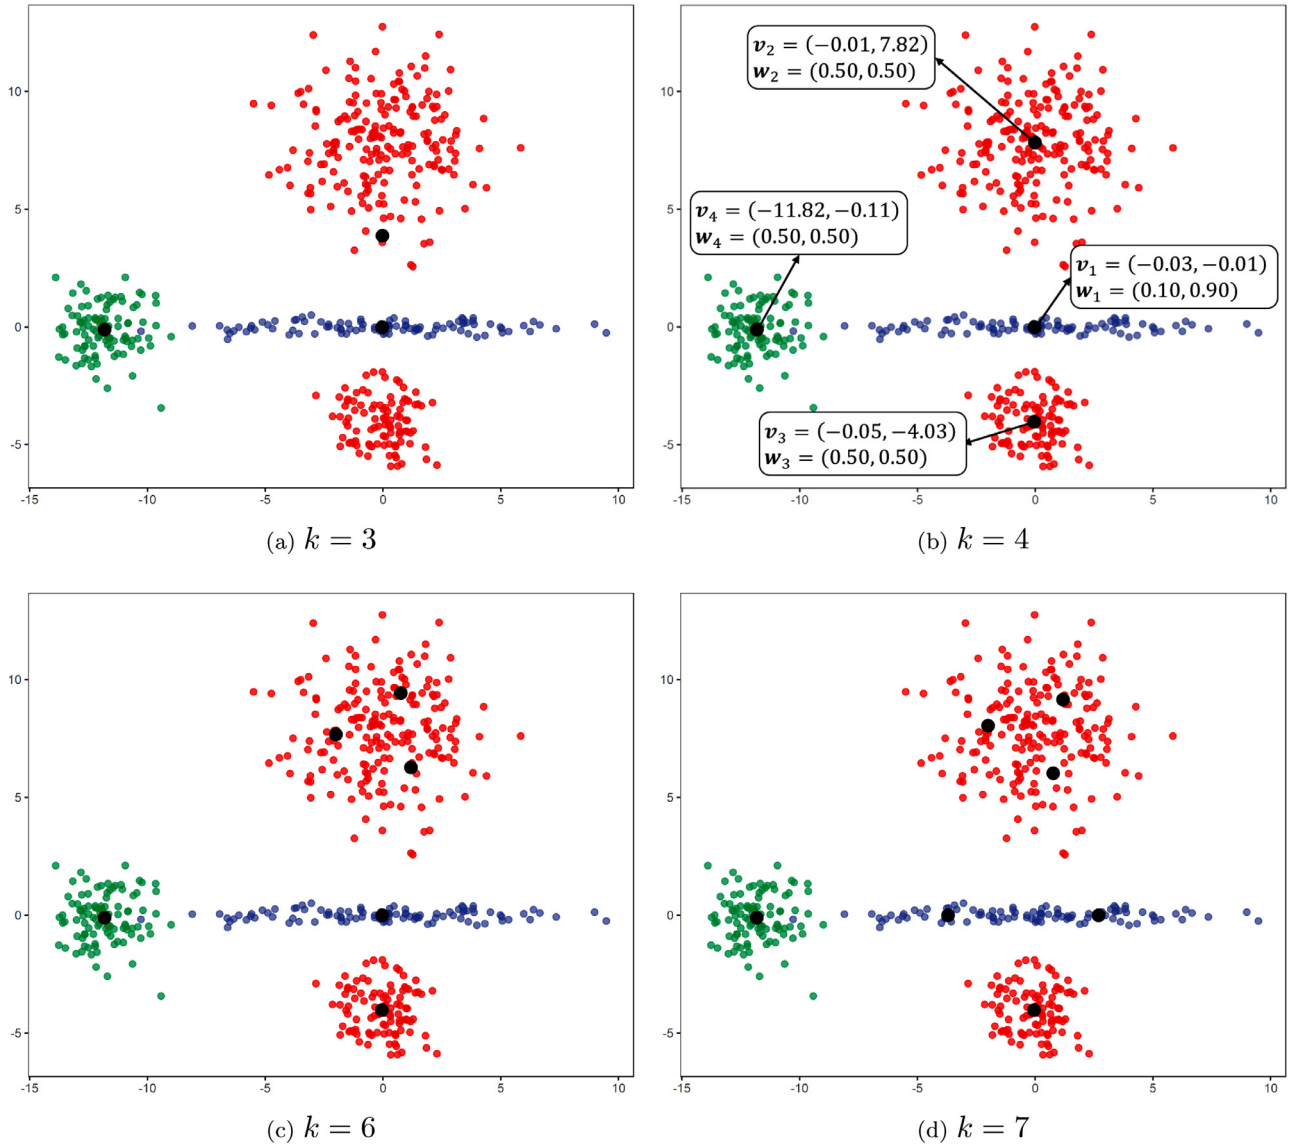 10
5
0
-5
-15 -10 -5 0 5 10
(a) k = 3
10
5
0
-5
-15 -10 -5 0 5 10
v₂ = (−0.01, 7.82)
w₂ = (0.50, 0.50)
v₄ = (−11.82, −0.11)
w₄ = (0.50, 0.50)
v₁ = (−0.03, −0.01)
w₁ = (0.10, 0.90)
v₃ = (−0.05, −4.03)
w₃ = (0.50, 0.50)
(b) k = 4
10
5
0
-5
-15 -10 -5 0 5 10
(c) k = 6
10
5
0
-5
-15 -10 -5 0 5 10
(d) k = 7